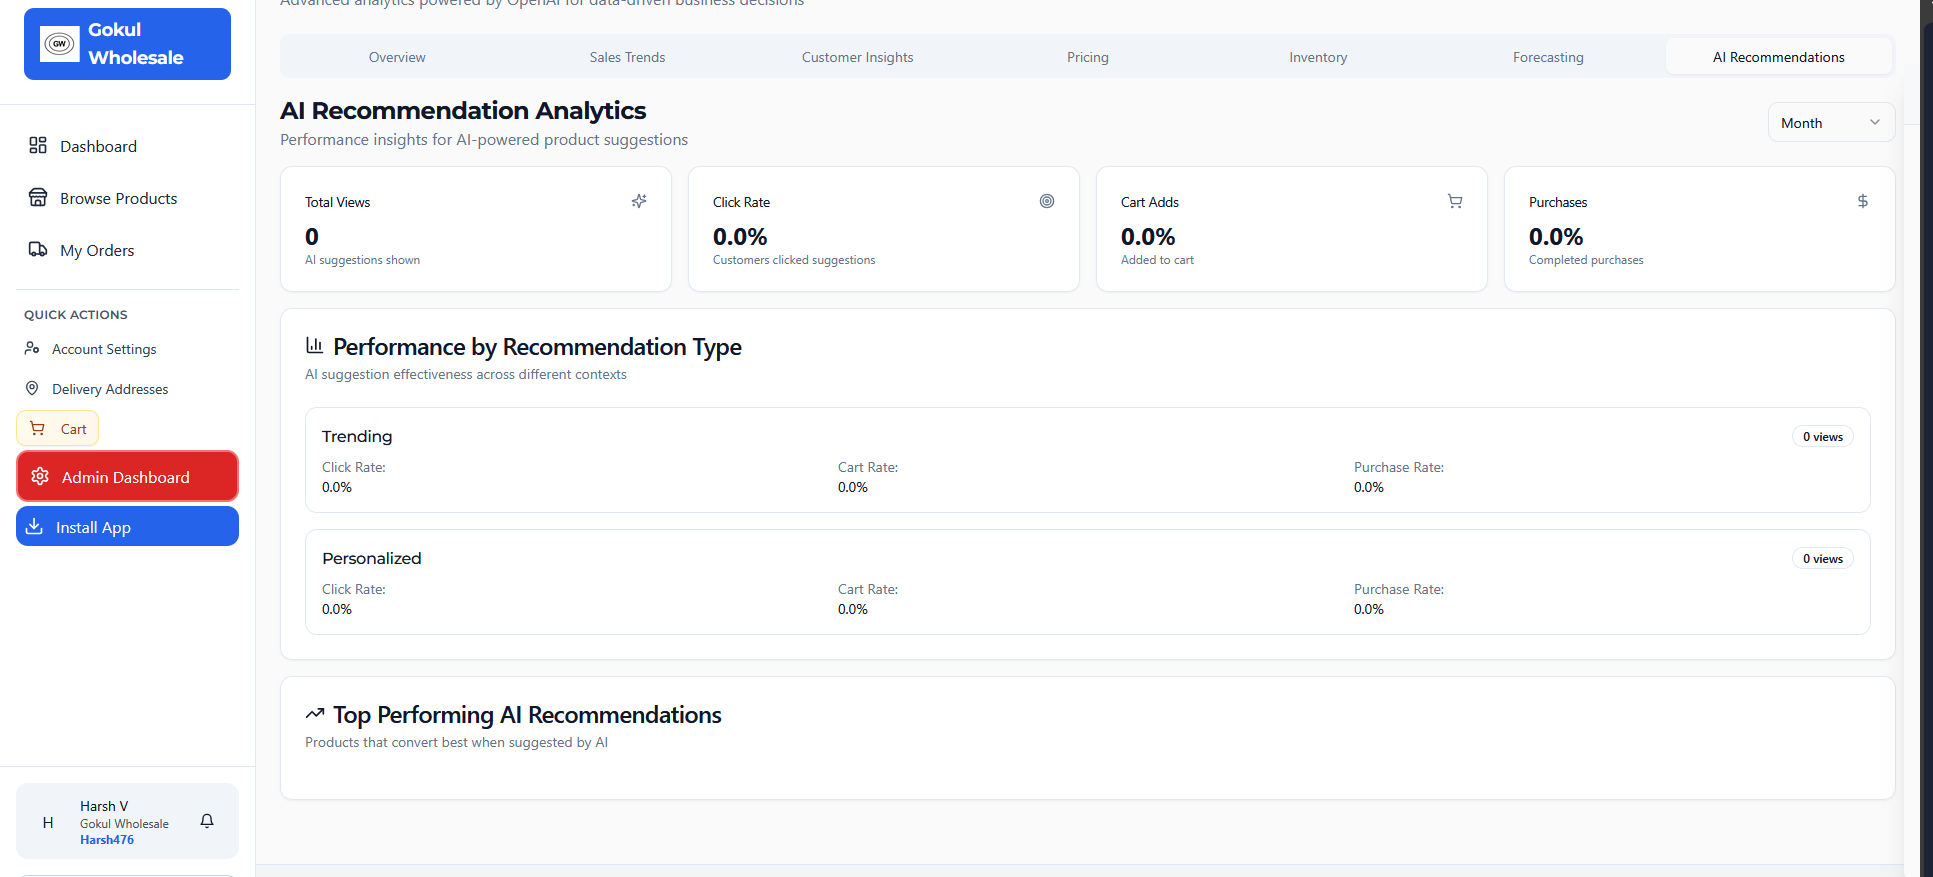 Advanced analytics powered by OpenAI for data-driven business decisions
GW
Gokul
Wholesale
Overview
Sales Trends
Customer Insights
Pricing
Inventory
Forecasting
AI Recommendations
Dashboard
Browse Products
My Orders
QUICK ACTIONS
Account Settings
Delivery Addresses
Cart
Admin Dashboard
Install App
H
Harsh V
Gokul Wholesale
Harsh476
AI Recommendation Analytics
Performance insights for AI-powered product suggestions
Month
Total Views
0
AI suggestions shown
Click Rate
0.0%
Customers clicked suggestions
Cart Adds
0.0%
Added to cart
Purchases
0.0%
Completed purchases
Performance by Recommendation Type
AI suggestion effectiveness across different contexts
Trending
0 views
Click Rate:
0.0%
Cart Rate:
0.0%
Purchase Rate:
0.0%
Personalized
0 views
Click Rate:
0.0%
Cart Rate:
0.0%
Purchase Rate:
0.0%
Top Performing AI Recommendations
Products that convert best when suggested by AI